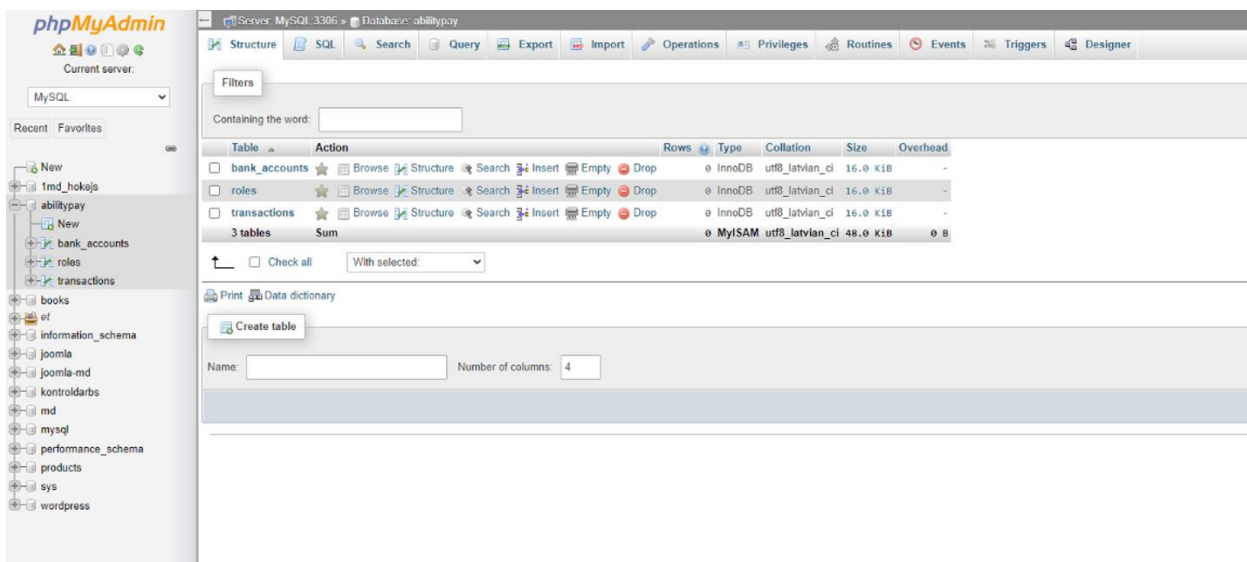 phpMyAdmin
Current server:
MySQL
Recent Favorites
New
1md_hokejs
abilitypay
New
bank_accounts
roles
transactions
books
et
information_schema
joomla
joomla-md
kontroldarbs
md
mysql
performance_schema
products
sys
wordpress
Server: MySQL:3306 » Database: abilitypay
Structure SQL Search Query Export Import Operations Privileges Routines Events Triggers Designer
Filters
Containing the word:
Table Action Rows Type Collation Size Overhead
bank_accounts Browse Structure Search Insert Empty Drop 0 InnoDB utf8_latvian_ci 16.0 KiB -
roles Browse Structure Search Insert Empty Drop 0 InnoDB utf8_latvian_ci 16.0 KiB -
transactions Browse Structure Search Insert Empty Drop 0 InnoDB utf8_latvian_ci 16.0 KiB -
3 tables Sum 0 MyISAM utf8_latvian_ci 48.0 KiB 0 B
Check all With selected:
Print Data dictionary
Create table
Name: Number of columns: 4